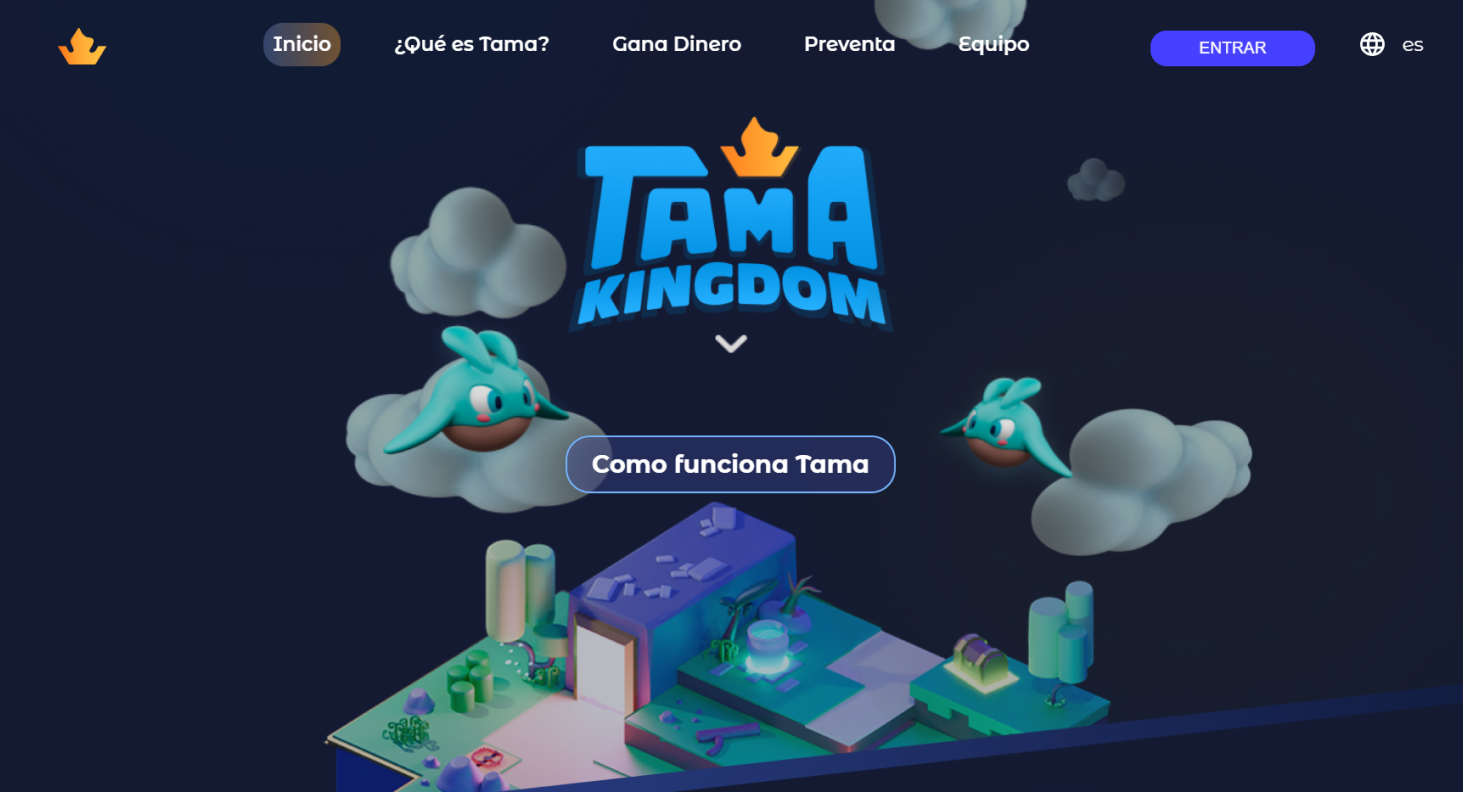 Inicio
¿Qué es Tama?
Gana Dinero
Preventa
Equipo
ENTRAR
es
TAMA
KINGDOM
Como funciona Tama